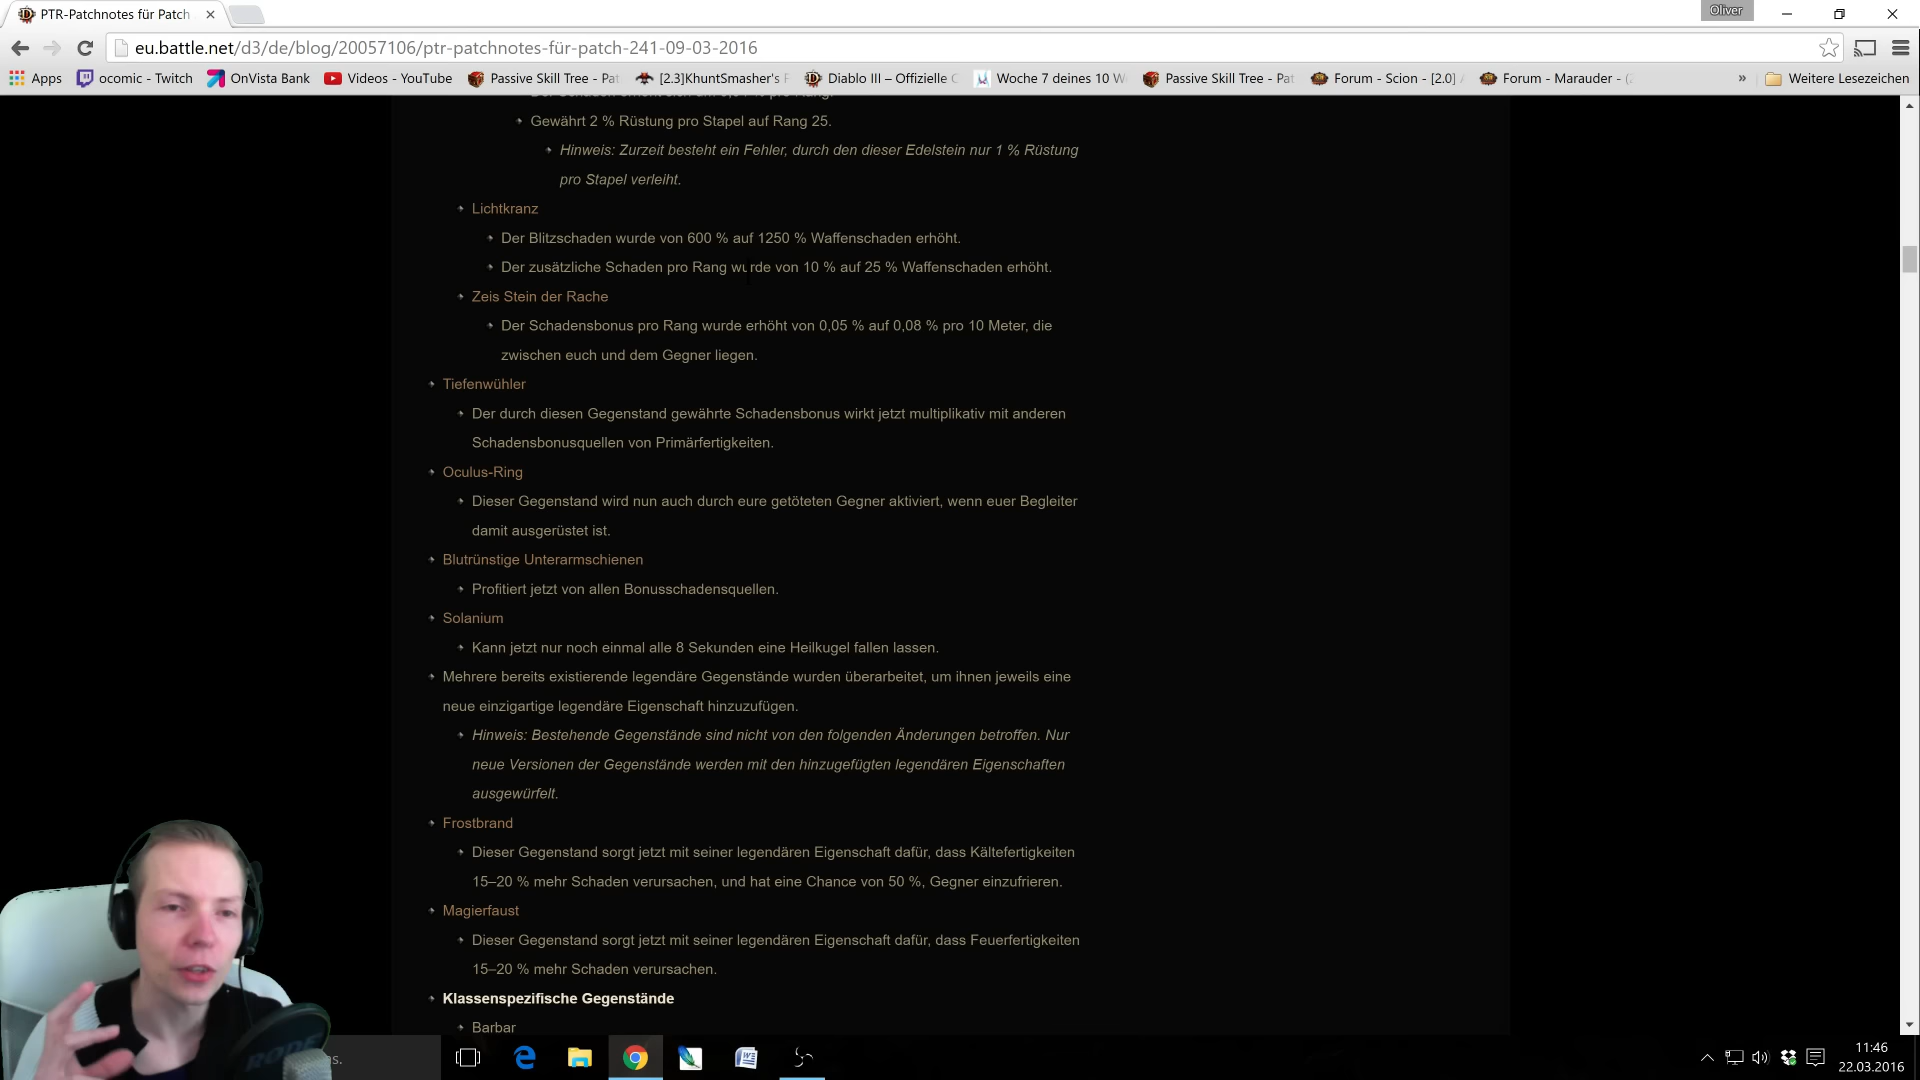 PTR-Patchnotes für Patch
Oliver
eu.battle.net/d3/de/blog/20057106/ptr-patchnotes-für-patch-241-09-03-2016
Apps ocomic - Twitch OnVista Bank Videos - YouTube Passive Skill Tree - Pat [2.3]KhuntSmasher's F Diablo III – Offizielle Woche 7 deines 10 W Passive Skill Tree - Pat Forum - Scion - [2.0] Forum - Marauder - » Weitere Lesezeichen
Gewährt 2 % Rüstung pro Stapel auf Rang 25.
Hinweis: Zurzeit besteht ein Fehler, durch den dieser Edelstein nur 1 % Rüstung
pro Stapel verleiht.
Lichtkranz
Der Blitzschaden wurde von 600 % auf 1250 % Waffenschaden erhöht.
Der zusätzliche Schaden pro Rang wurde von 10 % auf 25 % Waffenschaden erhöht.
Zeis Stein der Rache
Der Schadensbonus pro Rang wurde erhöht von 0,05 % auf 0,08 % pro 10 Meter, die
zwischen euch und dem Gegner liegen.
Tiefenwühler
Der durch diesen Gegenstand gewährte Schadensbonus wirkt jetzt multiplikativ mit anderen
Schadensbonusquellen von Primärfertigkeiten.
Oculus-Ring
Dieser Gegenstand wird nun auch durch eure getöteten Gegner aktiviert, wenn euer Begleiter
damit ausgerüstet ist.
Blutrünstige Unterarmschienen
Profitiert jetzt von allen Bonusschadensquellen.
Solanium
Kann jetzt nur noch einmal alle 8 Sekunden eine Heilkugel fallen lassen.
Mehrere bereits existierende legendäre Gegenstände wurden überarbeitet, um ihnen jeweils eine
neue einzigartige legendäre Eigenschaft hinzuzufügen.
Hinweis: Bestehende Gegenstände sind nicht von den folgenden Änderungen betroffen. Nur
neue Versionen der Gegenstände werden mit den hinzugefügten legendären Eigenschaften
ausgewürfelt.
Frostbrand
Dieser Gegenstand sorgt jetzt mit seiner legendären Eigenschaft dafür, dass Kältefertigkeiten
15–20 % mehr Schaden verursachen, und hat eine Chance von 50 %, Gegner einzufrieren.
Magierfaust
Dieser Gegenstand sorgt jetzt mit seiner legendären Eigenschaft dafür, dass Feuerfertigkeiten
15–20 % mehr Schaden verursachen.
Klassenspezifische Gegenstände
Barbar
RODE
11:46
22.03.2016